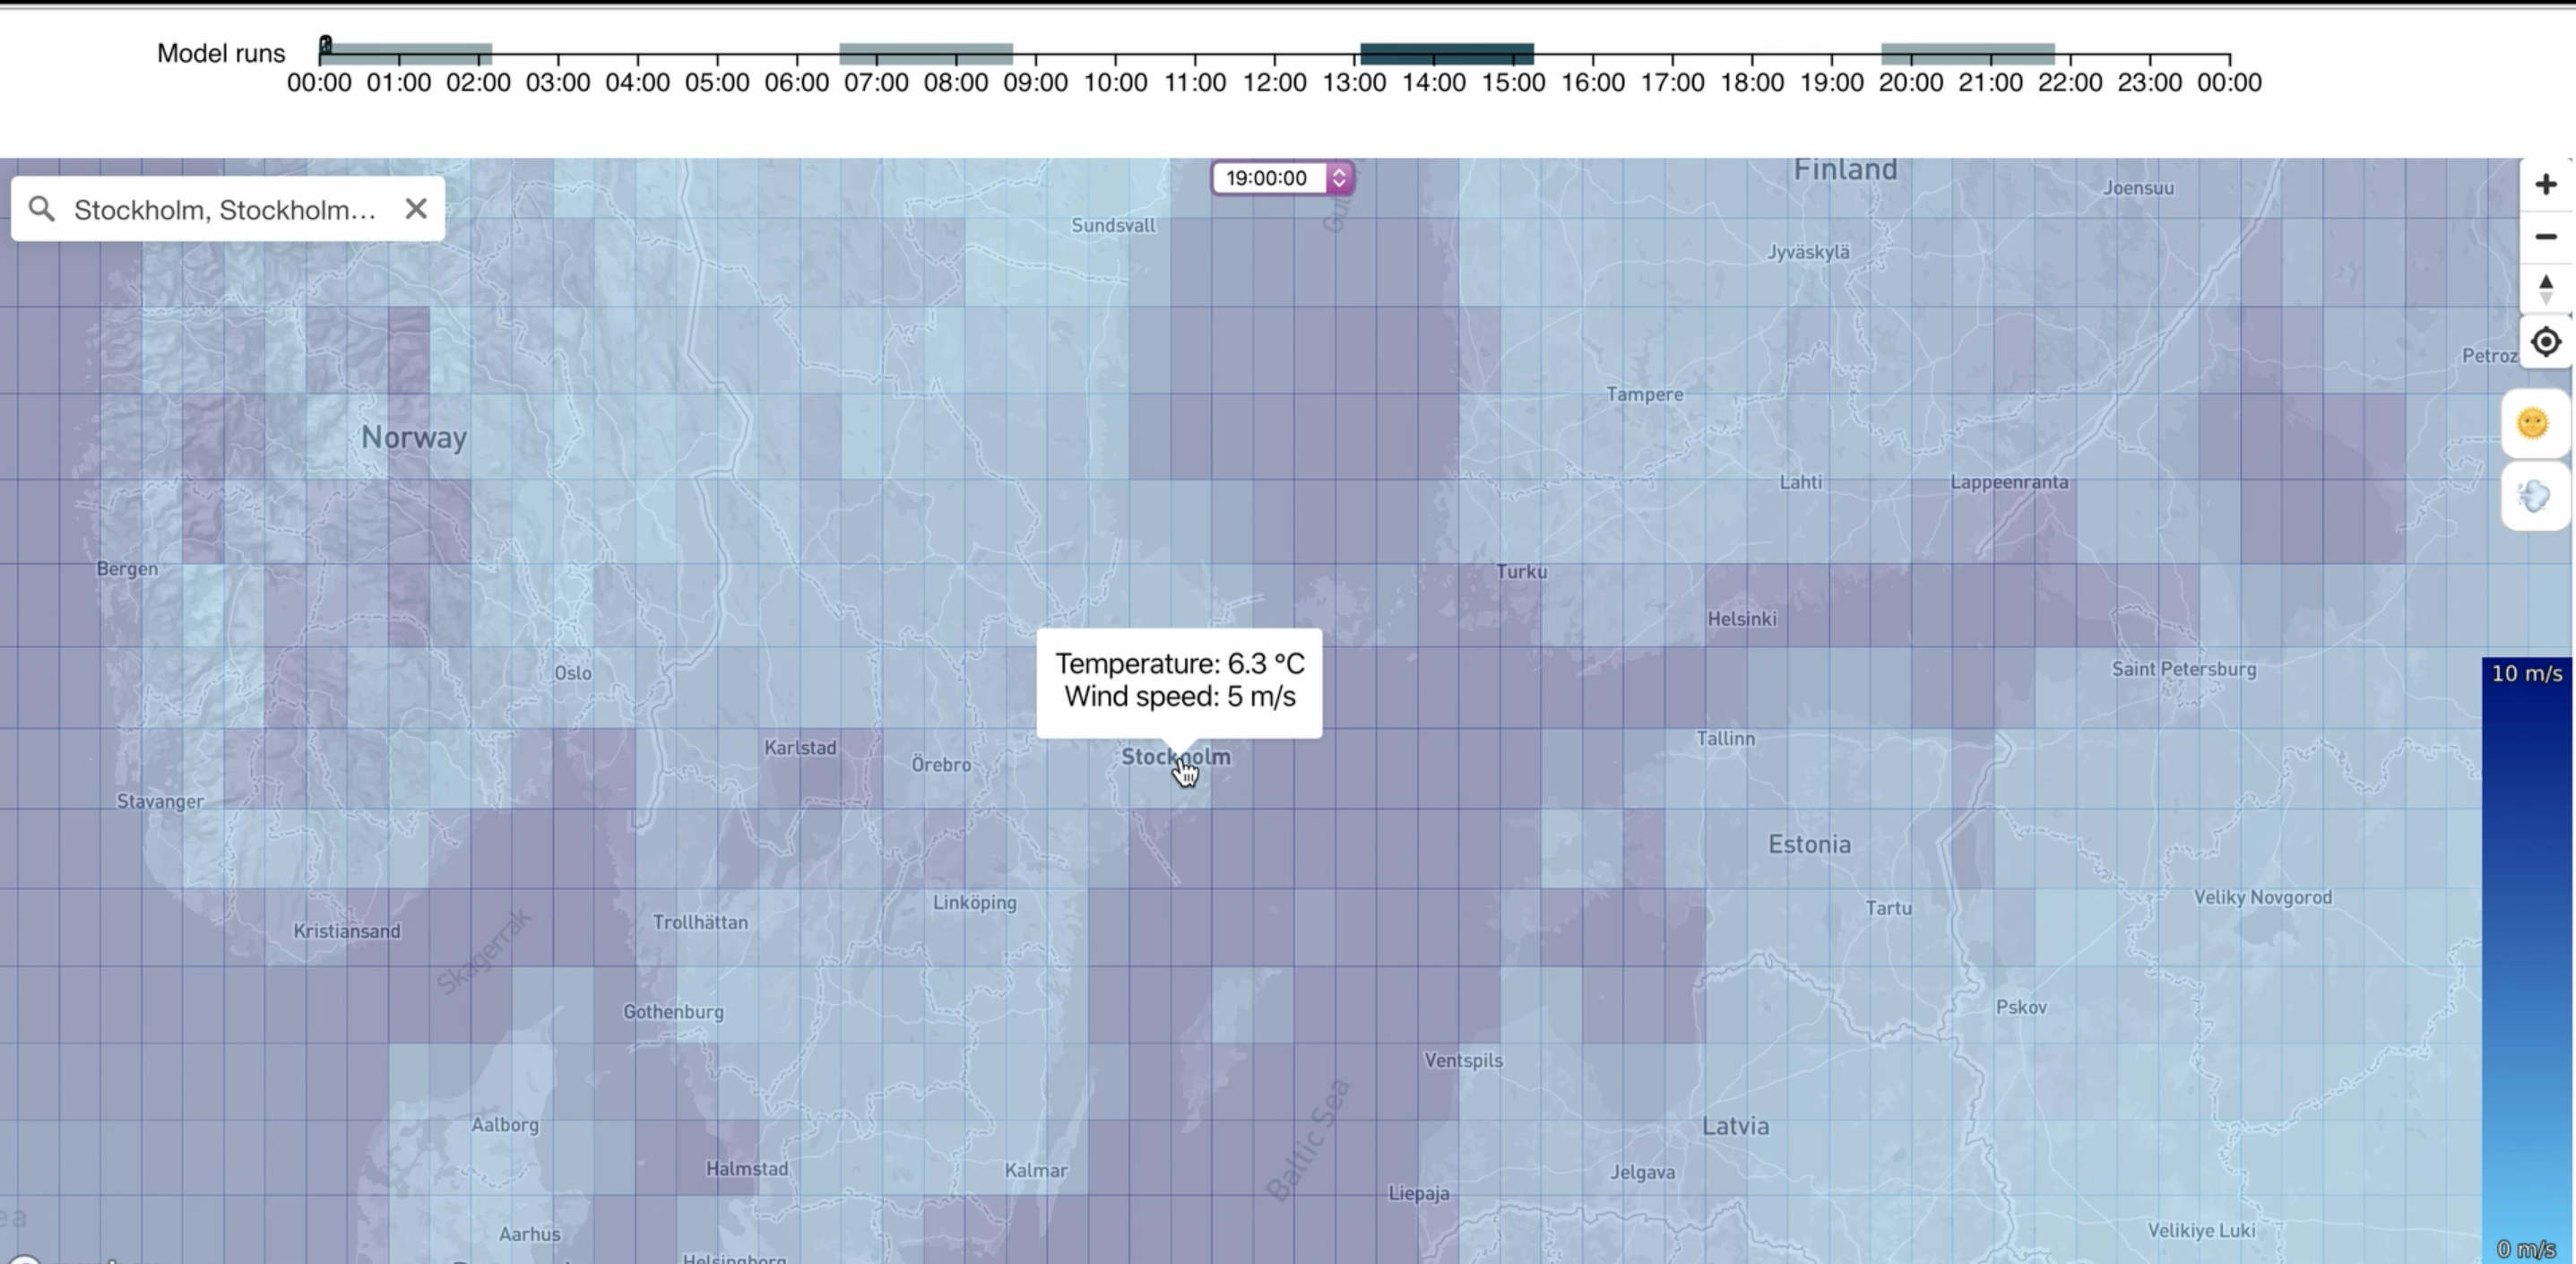 Model runs
00:00 01:00 02:00 03:00 04:00 05:00 06:00 07:00 08:00 09:00 10:00 11:00 12:00 13:00 14:00 15:00 16:00 17:00 18:00 19:00 20:00 21:00 22:00 23:00 00:00
Stockholm, Stockholm...
19:00:00
Finland
Joensuu
Sundsvall
Jyväskylä
Petroz
Tampere
Norway
Lahti
Lappeenranta
Bergen
Turku
Helsinki
Oslo
Temperature: 6.3 °C
Wind speed: 5 m/s
Saint Petersburg
10 m/s
Tallinn
Karlstad
Örebro
Stockholm
Stavanger
Estonia
Veliky Novgorod
Linköping
Tartu
Trollhättan
Kristiansand
Skagerrak
Gothenburg
Pskov
Ventspils
Aalborg
Latvia
Baltic Sea
Halmstad
Kalmar
Jelgava
Liepaja
Aarhus
Velikiye Luki
0 m/s
Helsingborg